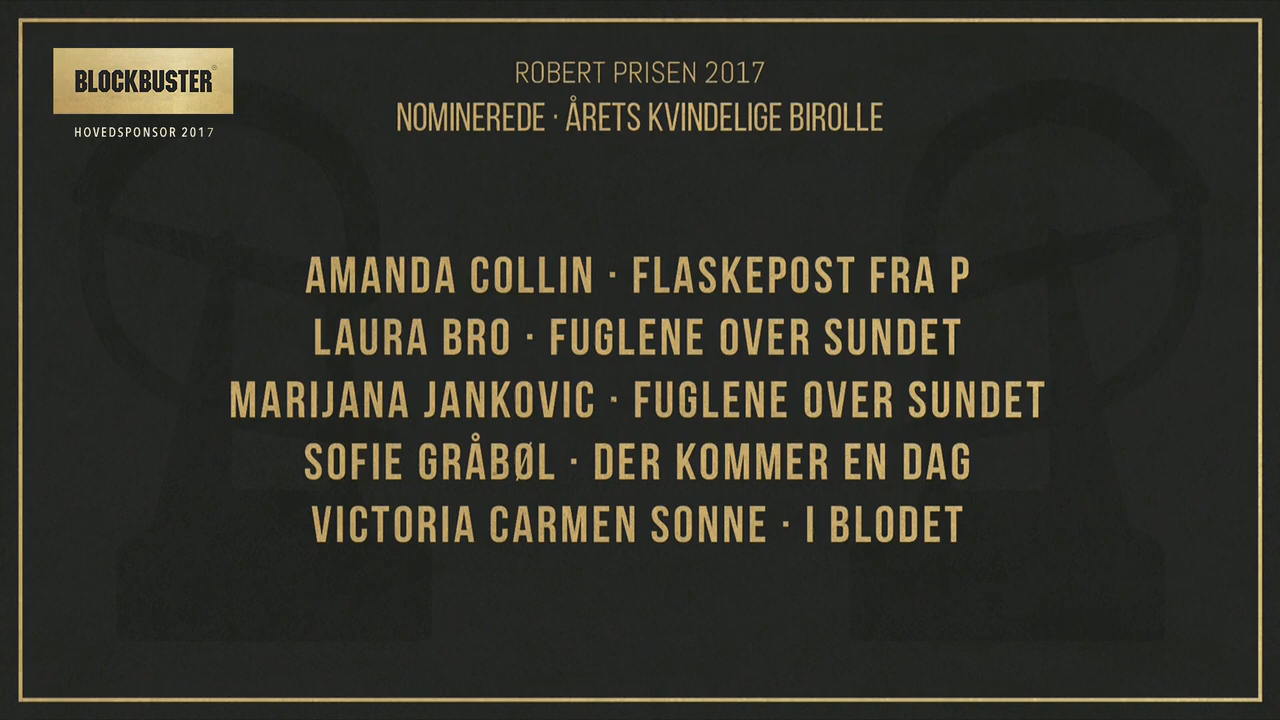 BLOCKBUSTER®
HOVEDSPONSOR 2017
ROBERT PRISEN 2017
NOMINEREDE · ÅRETS KVINDELIGE BIROLLE
AMANDA COLLIN · FLASKEPOST FRA P
LAURA BRO · FUGLENE OVER SUNDET
MARIJANA JANKOVIC · FUGLENE OVER SUNDET
SOFIE GRÅBØL · DER KOMMER EN DAG
VICTORIA CARMEN SONNE · I BLODET